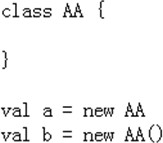 class AA {
}
val a = new AA
val b = new AA()